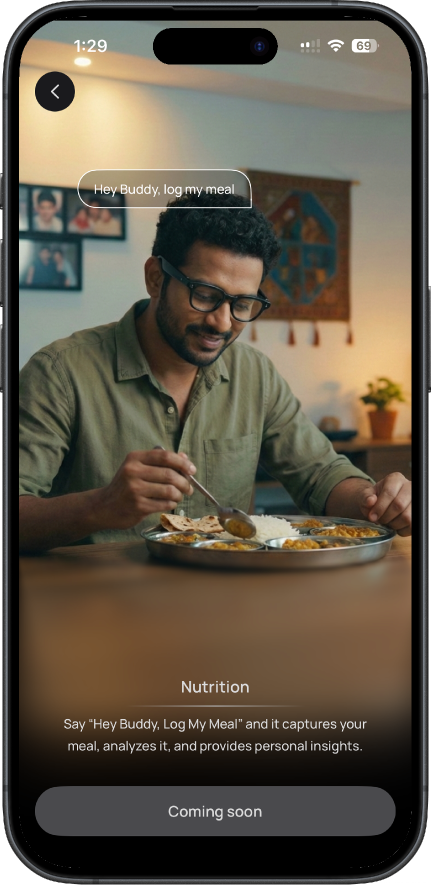 1:29
69
Hey Buddy, log my meal
Nutrition
Say “Hey Buddy, Log My Meal” and it captures your
meal, analyzes it, and provides personal insights.
Coming soon